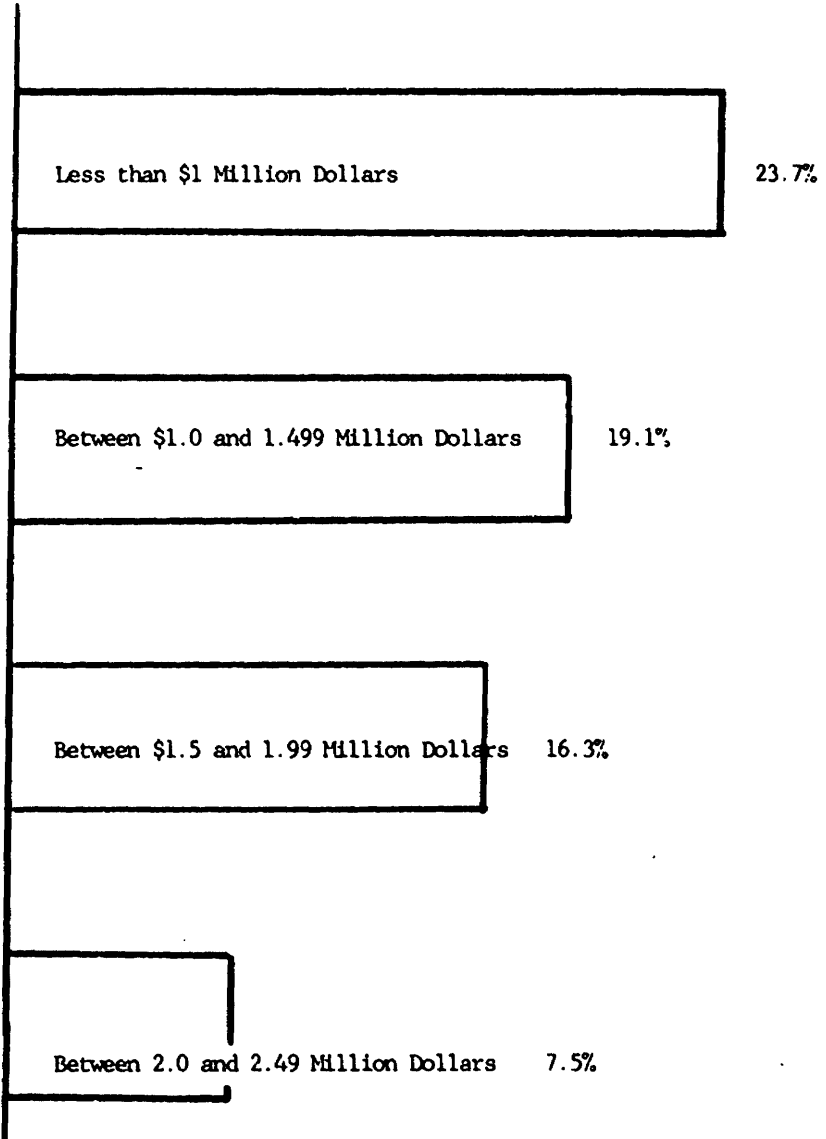 Less than $1 Million Dollars 23.7%
Between $1.0 and 1.499 Million Dollars 19.1%
Between $1.5 and 1.99 Million Dollars 16.3%
Between 2.0 and 2.49 Million Dollars 7.5%